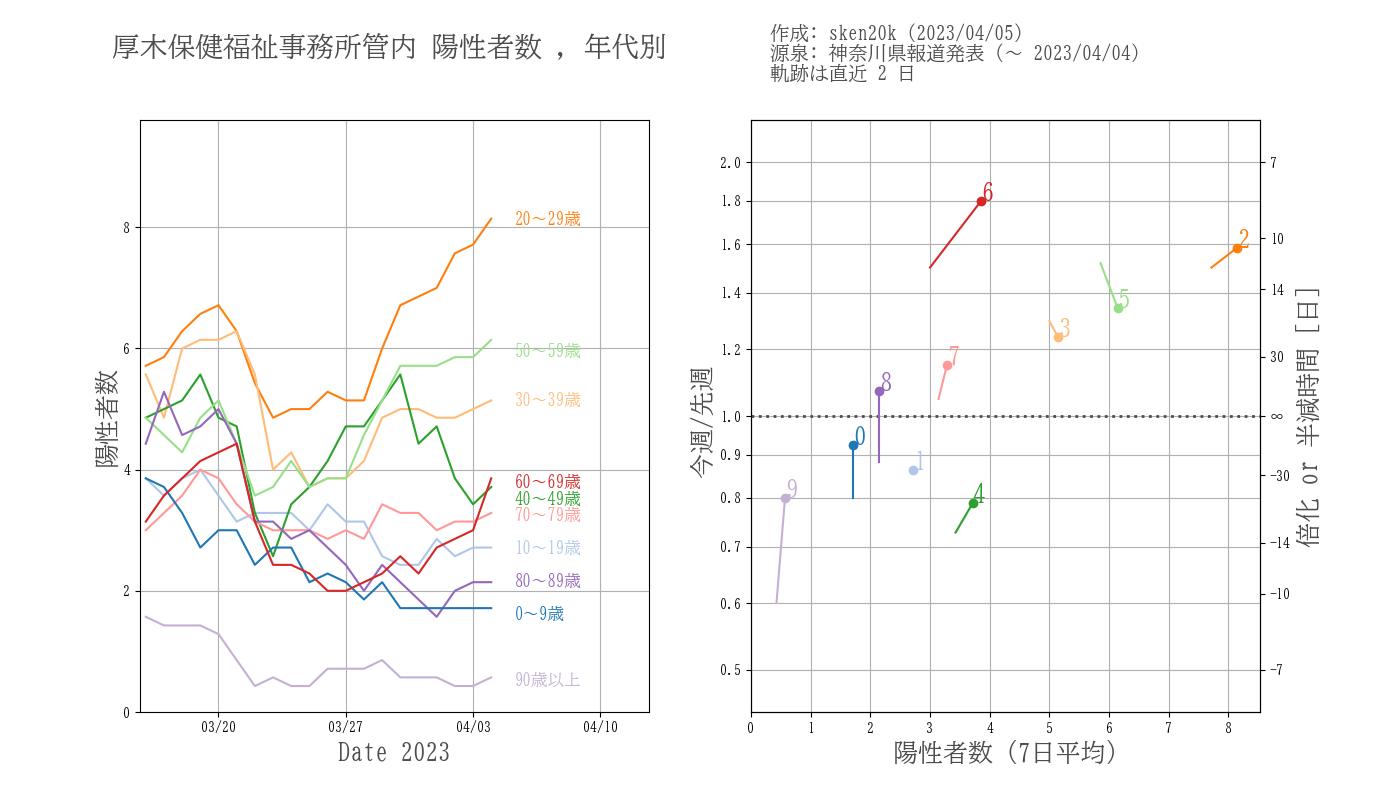 厚木保健福祉事務所管内 陽性者数 , 年代別
作成: sken20k (2023/04/05)
源泉: 神奈川県報道発表 (～ 2023/04/04)
軌跡は直近 2 日
陽性者数
8
6
4
2
0
03/20
03/27
04/03
04/10
Date 2023
20～29歳
50～59歳
30～39歳
60～69歳
40～49歳
70～79歳
10～19歳
80～89歳
0～9歳
90歳以上
今週/先週
2.0
1.8
1.6
1.4
1.2
1.0
0.9
0.8
0.7
0.6
0.5
6
2
5
3
7
8
0
1
4
9
0
1
2
3
4
5
6
7
8
陽性者数 (7日平均)
7
10
14
30
∞
-30
-14
-10
-7
倍化 or 半減時間 [日]